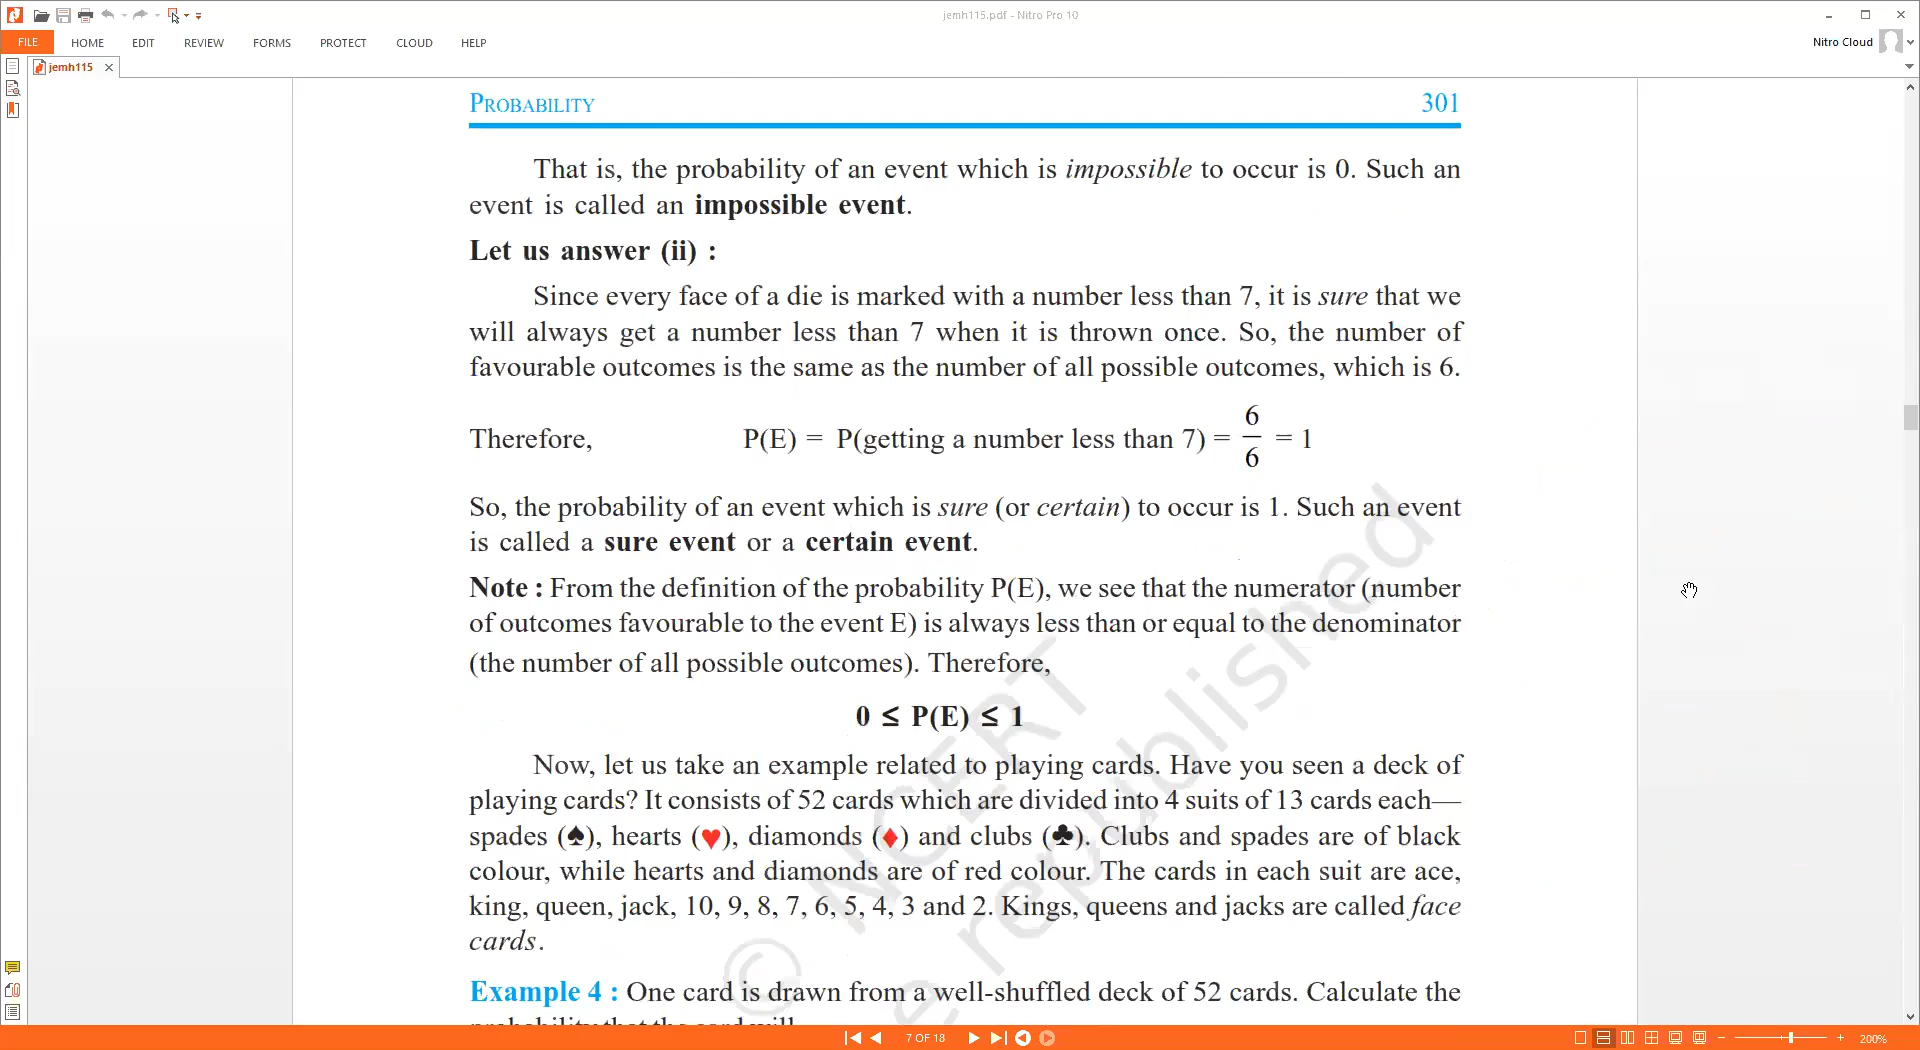 jemh115.pdf - Nitro Pro 10
FILE HOME EDIT REVIEW FORMS PROTECT CLOUD HELP
Nitro Cloud
jemh115
PROBABILITY 301
That is, the probability of an event which is impossible to occur is 0. Such an
event is called an impossible event.
Let us answer (ii) :
Since every face of a die is marked with a number less than 7, it is sure that we
will always get a number less than 7 when it is thrown once. So, the number of
favourable outcomes is the same as the number of all possible outcomes, which is 6.
Therefore, P(E) = P(getting a number less than 7) = 6/6 = 1
So, the probability of an event which is sure (or certain) to occur is 1. Such an event
is called a sure event or a certain event.
Note : From the definition of the probability P(E), we see that the numerator (number
of outcomes favourable to the event E) is always less than or equal to the denominator
(the number of all possible outcomes). Therefore,
0 ≤ P(E) ≤ 1
Now, let us take an example related to playing cards. Have you seen a deck of
playing cards? It consists of 52 cards which are divided into 4 suits of 13 cards each—
spades (♠), hearts (♥), diamonds (♦) and clubs (♣). Clubs and spades are of black
colour, while hearts and diamonds are of red colour. The cards in each suit are ace,
king, queen, jack, 10, 9, 8, 7, 6, 5, 4, 3 and 2. Kings, queens and jacks are called face
cards.
Example 4 : One card is drawn from a well-shuffled deck of 52 cards. Calculate the
probability that the card will
© NCERT
e republished
7 OF 18
200%